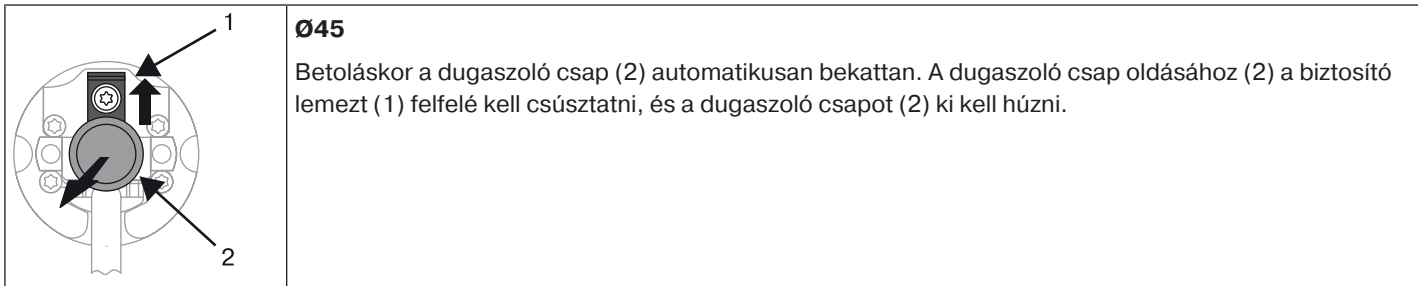 1
2
Ø45
Betoláskor a dugaszoló csap (2) automatikusan bekattan. A dugaszoló csap oldásához (2) a biztosító
lemezt (1) felfelé kell csúsztatni, és a dugaszoló csapot (2) ki kell húzni.